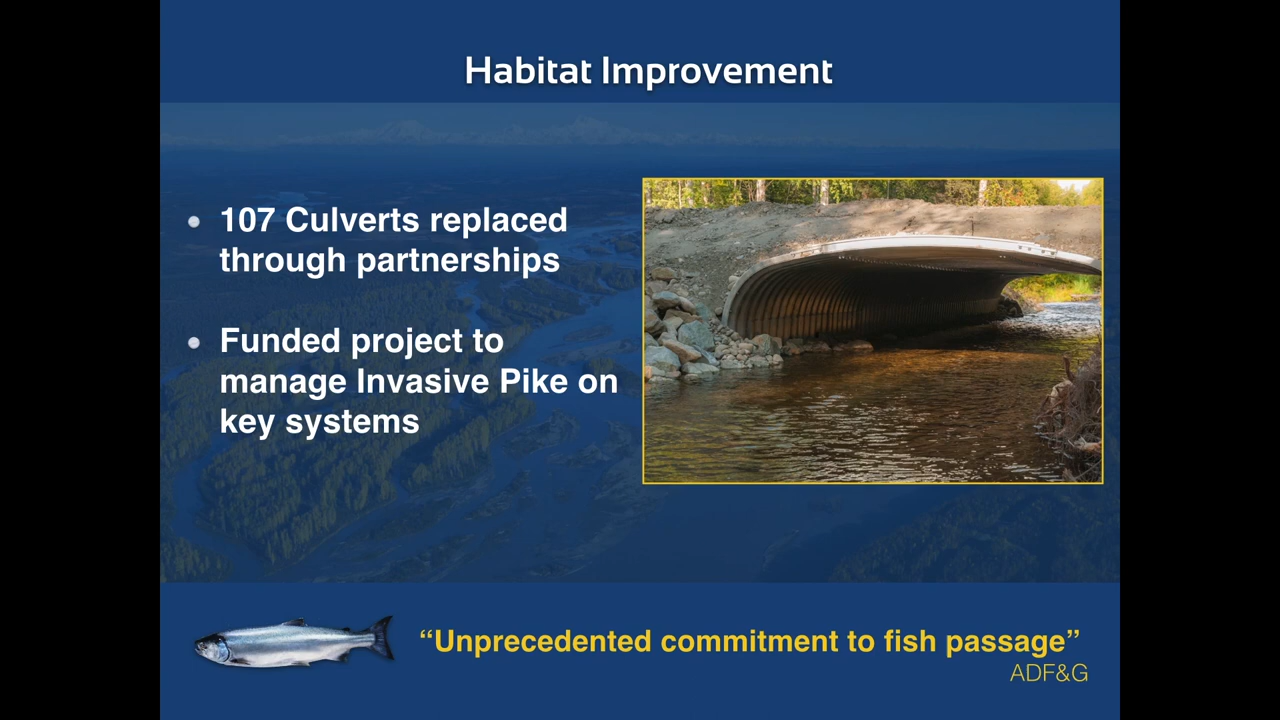 Habitat Improvement
107 Culverts replaced
through partnerships
Funded project to
manage Invasive Pike on
key systems
“Unprecedented commitment to fish passage”
ADF&G